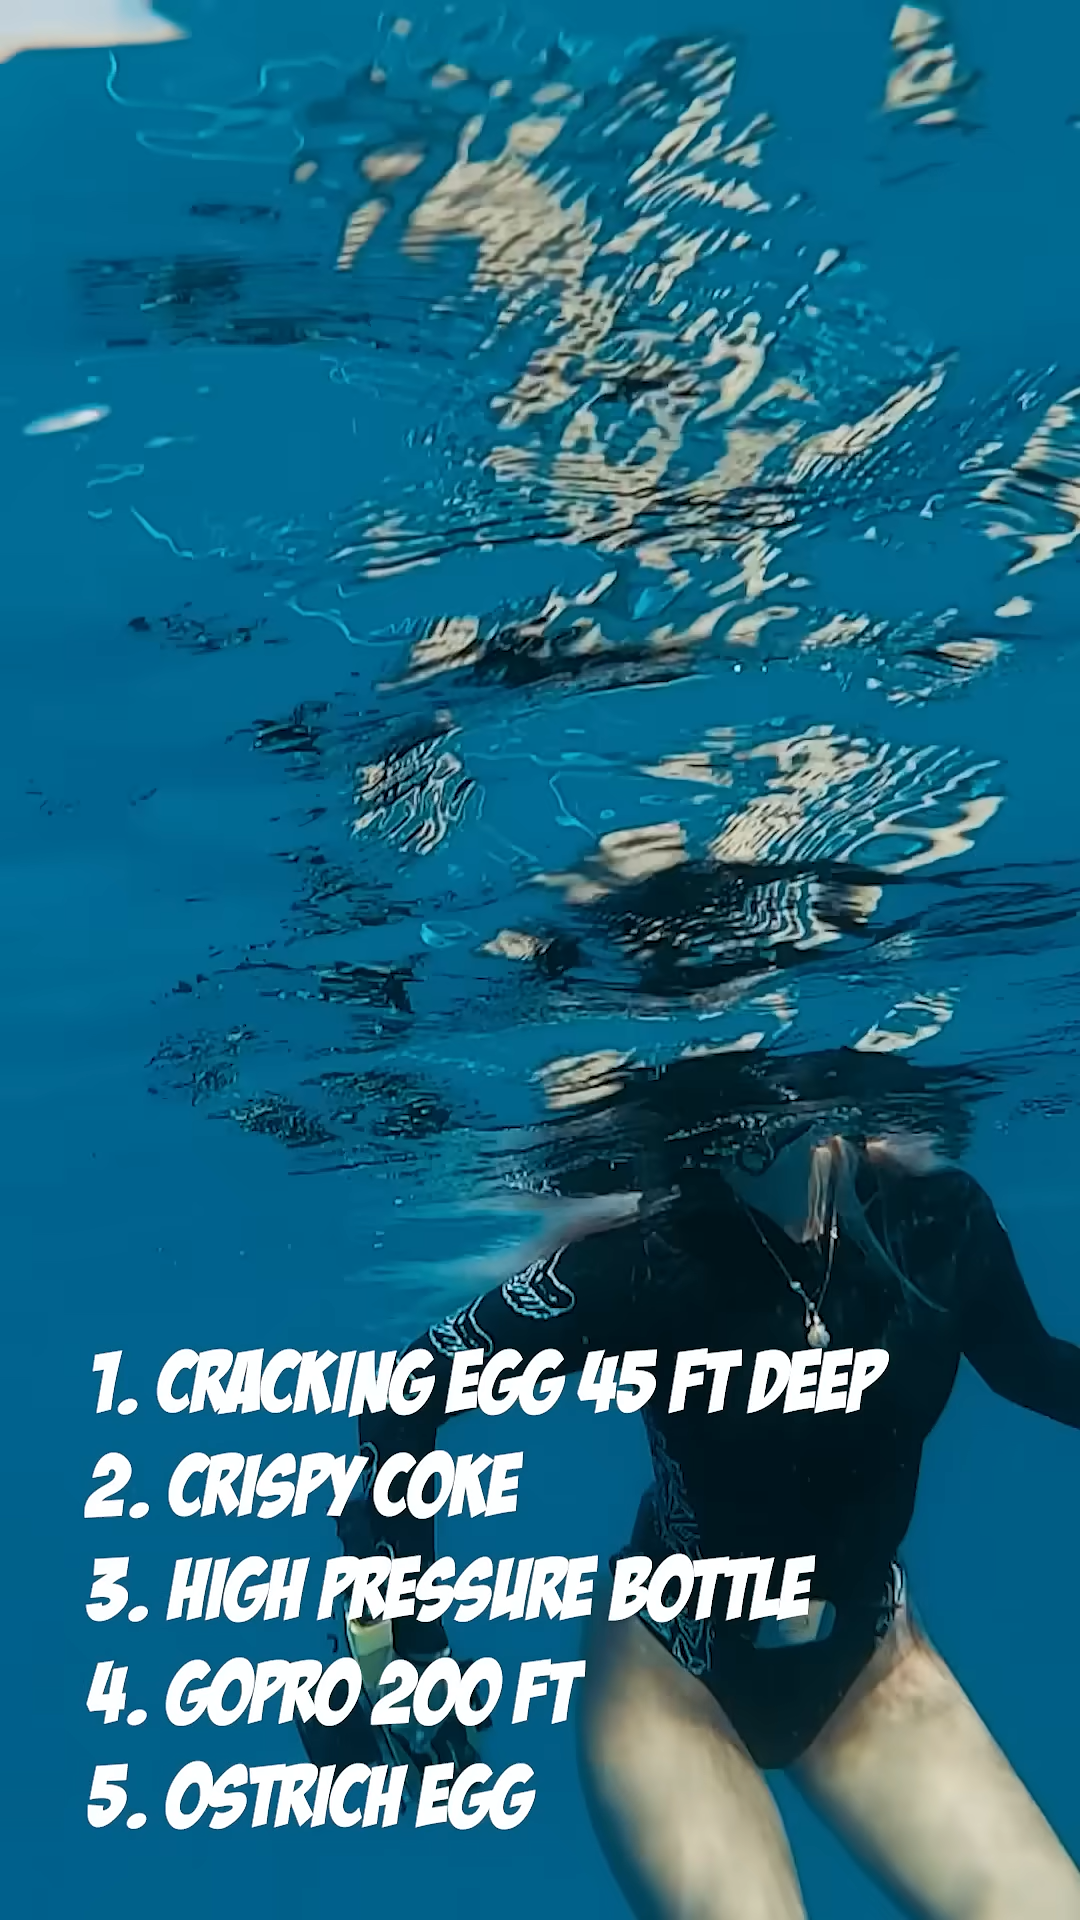 1. CRACKING EGG 45 FT DEEP
2. CRISPY COKE
3. HIGH PRESSURE BOTTLE
4. GOPRO 200 FT
5. OSTRICH EGG